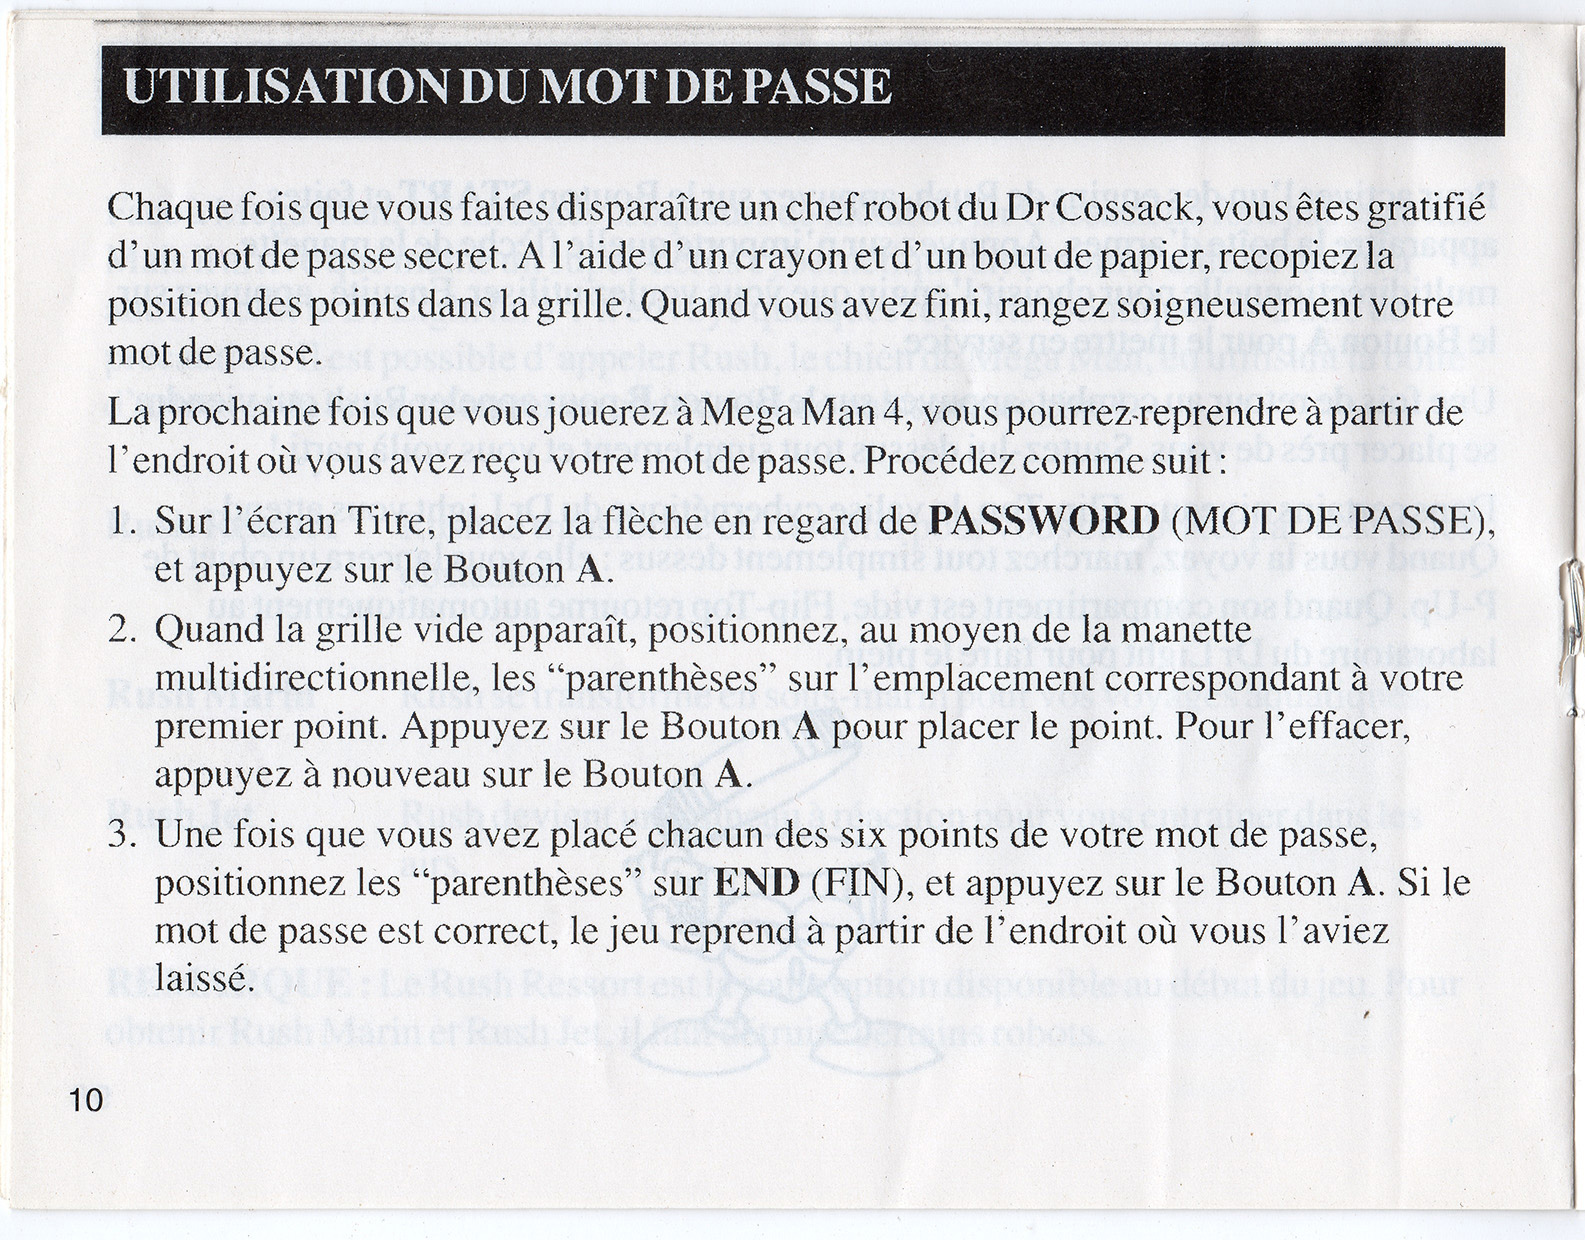 UTILISATION DU MOT DE PASSE
Chaque fois que vous faites disparaître un chef robot du Dr Cossack, vous êtes gratifié
d'un mot de passe secret. A l'aide d'un crayon et d'un bout de papier, recopiez la
position des points dans la grille. Quand vous avez fini, rangez soigneusement votre
mot de passe.
La prochaine fois que vous jouerez à Mega Man 4, vous pourrez reprendre à partir de
l'endroit où vous avez reçu votre mot de passe. Procédez comme suit :
1. Sur l'écran Titre, placez la flèche en regard de PASSWORD (MOT DE PASSE),
et appuyez sur le Bouton A.
2. Quand la grille vide apparaît, positionnez, au moyen de la manette
multidirectionnelle, les “parenthèses” sur l'emplacement correspondant à votre
premier point. Appuyez sur le Bouton A pour placer le point. Pour l'effacer,
appuyez à nouveau sur le Bouton A.
3. Une fois que vous avez placé chacun des six points de votre mot de passe,
positionnez les “parenthèses” sur END (FIN), et appuyez sur le Bouton A. Si le
mot de passe est correct, le jeu reprend à partir de l'endroit où vous l'aviez
laissé.
10